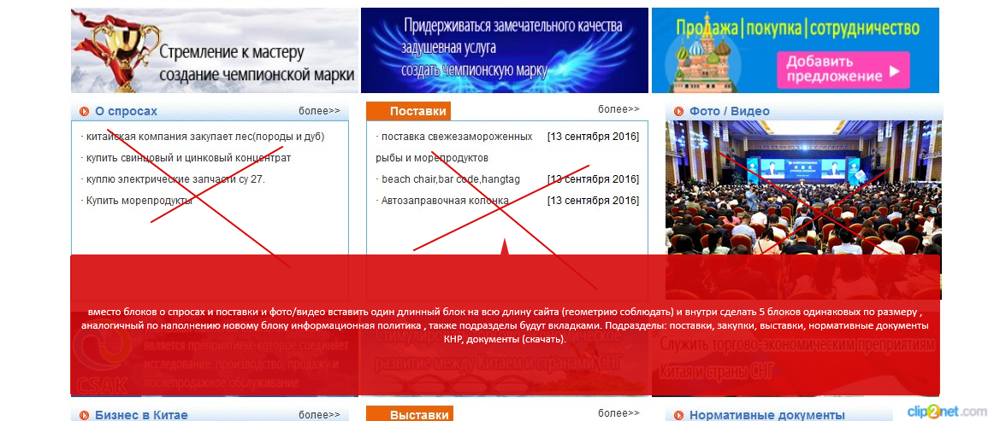 Стремление к мастеру
создание чемпионской марки
Придерживаться замечательного качества
задушевная услуга
создать чемпионскую марку
Продажа|покупка|сотрудничество
Добавить
предложение
О спросах
более>>
· китайская компания закупает лес(породы и дуб)
· купить свинцовый и цинковый концентрат
· куплю электрические запчасти су 27.
· Купить морепродукты
Поставки
более>>
· поставка свежезамороженных [13 сентября 2016]
рыбы и морепродуктов
· beach chair,bar code,hangtag [13 сентября 2016]
· Автозаправочная колонка [13 сентября 2016]
Фото / Видео
вместо блоков о спросах и поставки и фото/видео вставить один длинный блок на всю длину сайта (геометрию соблюдать) и внутри сделать 5 блоков одинаковых по размеру ,
аналогичный по наполнению новому блоку информационная политика , также подразделы будут вкладками. Подразделы: поставки, закупки, выставки, нормативные документы
КНР, документы (скачать).
является преприятием, которое соединяет
исследование, производство, продажу и
послепродажное обслуживание
CSAK
развитие между Китаем и странами СНГ
Служить торгово-экономическим преприятиям
Китая и страны СНГ
Бизнес в Китае
более>>
Выставки
более>>
Нормативные документы
clip2net.com